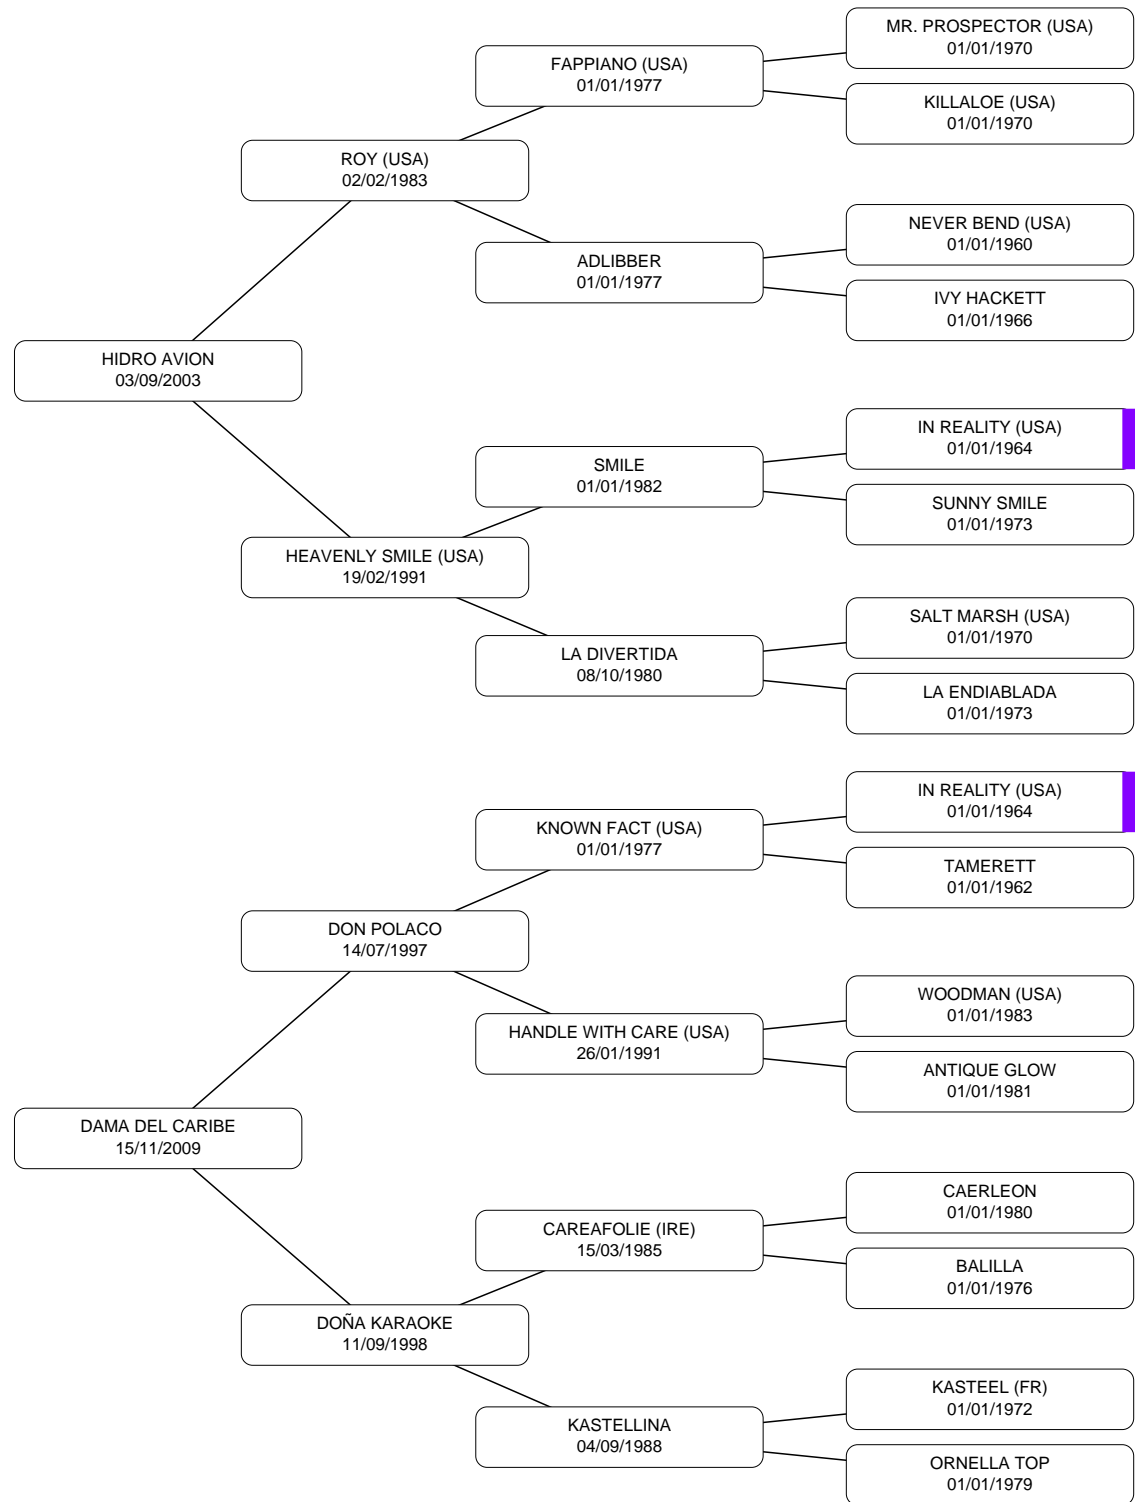 MR. PROSPECTOR (USA)
01/01/1970
FAPPIANO (USA)
01/01/1977
KILLALOE (USA)
01/01/1970
ROY (USA)
02/02/1983
NEVER BEND (USA)
01/01/1960
ADLIBBER
01/01/1977
IVY HACKETT
01/01/1966
HIDRO AVION
03/09/2003
IN REALITY (USA)
01/01/1964
SMILE
01/01/1982
SUNNY SMILE
01/01/1973
HEAVENLY SMILE (USA)
19/02/1991
SALT MARSH (USA)
01/01/1970
LA DIVERTIDA
08/10/1980
LA ENDIABLADA
01/01/1973
IN REALITY (USA)
01/01/1964
KNOWN FACT (USA)
01/01/1977
TAMERETT
01/01/1962
DON POLACO
14/07/1997
WOODMAN (USA)
01/01/1983
HANDLE WITH CARE (USA)
26/01/1991
ANTIQUE GLOW
01/01/1981
DAMA DEL CARIBE
15/11/2009
CAERLEON
01/01/1980
CAREAFOLIE (IRE)
15/03/1985
BALILLA
01/01/1976
DOÑA KARAOKE
11/09/1998
KASTEEL (FR)
01/01/1972
KASTELLINA
04/09/1988
ORNELLA TOP
01/01/1979